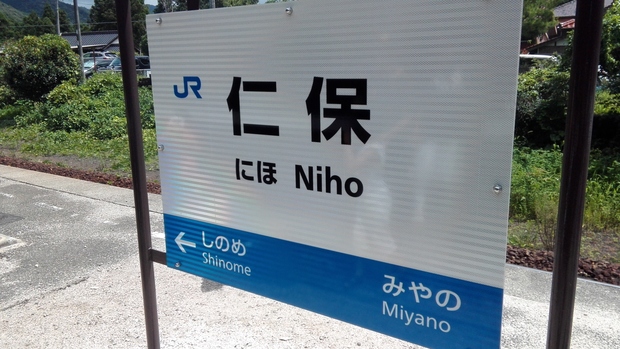 JR
仁保
にほ Niho
← しのめ
Shinome
みやの
Miyano